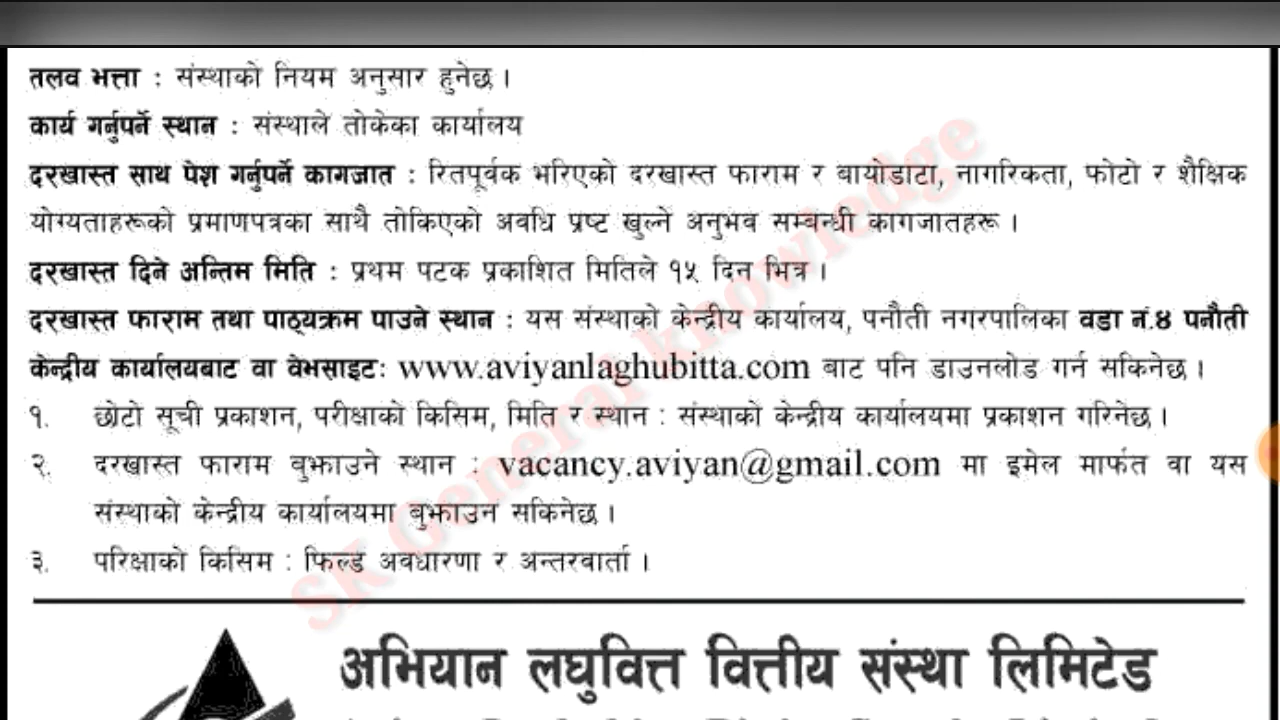 तलव भत्ता : संस्थाको नियम अनुसार हुनेछ ।
कार्य गर्नुपर्ने स्थान : संस्थाले तोकेका कार्यालय
दरखास्त साथ पेश गर्नुपर्ने कागजात : रितपूर्वक भरिएको दरखास्त फाराम र बायोडाटा, नागरिकता, फोटो र शैक्षिक
योग्यताहरूको प्रमाणपत्रका साथै तोकिएको अवधि प्रष्ट खुल्ने अनुभव सम्बन्धी कागजातहरू ।
दरखास्त दिने अन्तिम मिति : प्रथम पटक प्रकाशित मितिले १५ दिन भित्र ।
दरखास्त फाराम तथा पाठ्यक्रम पाउने स्थान : यस संस्थाको केन्द्रीय कार्यालय, पनौती नगरपालिका वडा नं.४ पनौती
केन्द्रीय कार्यालयबाट वा वेभसाइटः www.aviyanlaghubitta.com बाट पनि डाउनलोड गर्न सकिनेछ ।
१. छोटो सूची प्रकाशन, परीक्षाको किसिम, मिति र स्थान : संस्थाको केन्द्रीय कार्यालयमा प्रकाशन गरिनेछ ।
२. दरखास्त फाराम बुझाउने स्थान : vacancy.aviyan@gmail.com मा इमेल मार्फत वा यस
संस्थाको केन्द्रीय कार्यालयमा बुझाउन सकिनेछ ।
३. परिक्षाको किसिम : फिल्ड अवधारणा र अन्तरवार्ता ।
SK General knowledge
अभियान लघुवित्त वित्तीय संस्था लिमिटेड